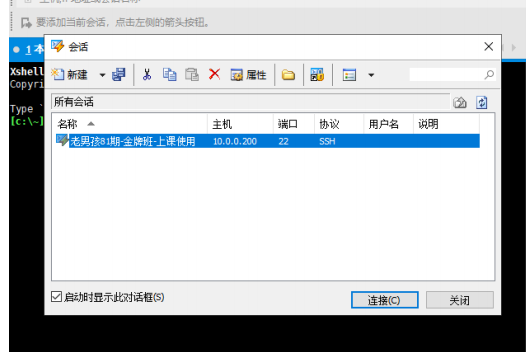 要添加当前会话，点击左侧的箭头按钮。
1 本
会话
Xshell
Copyri
Type `
[c:\~]
新建
属性
所有会话
名称 主机 端口 协议 用户名 说明
老男孩81期-金牌班-上课使用 10.0.0.200 22 SSH
启动时显示此对话框(S)
连接(C) 关闭